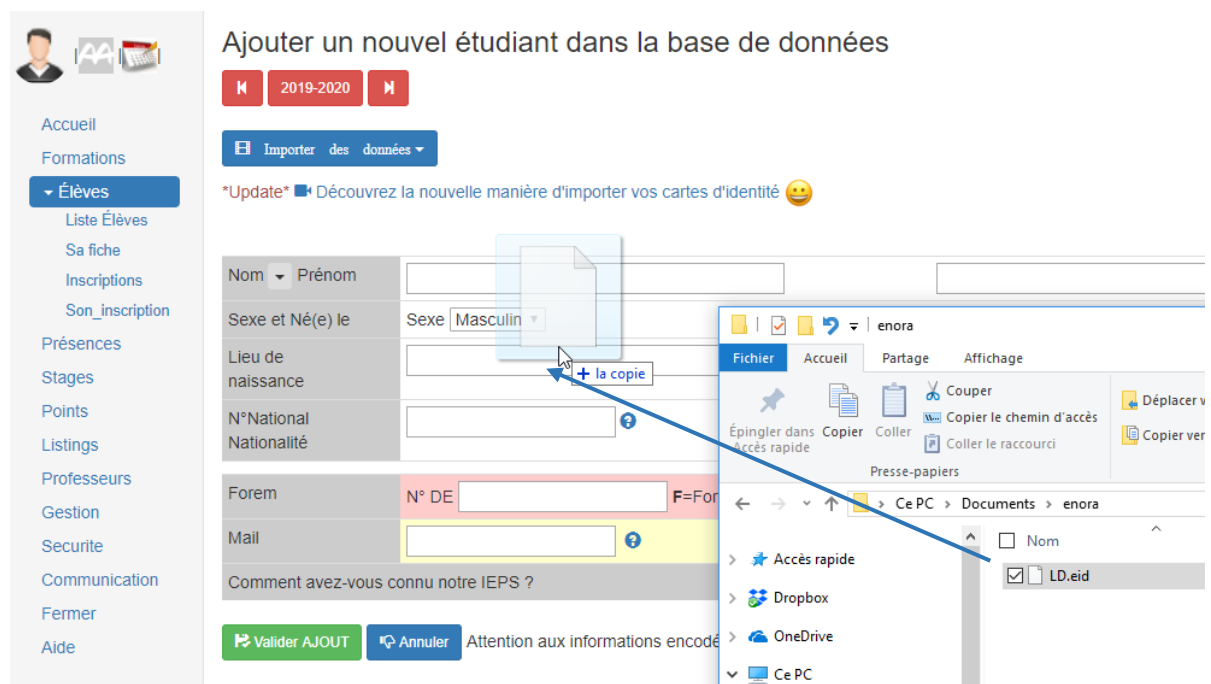 AA
Ajouter un nouvel étudiant dans la base de données
2019-2020
Accueil
Formations
Élèves
Liste Élèves
Sa fiche
Inscriptions
Son_inscription
Présences
Stages
Points
Listings
Professeurs
Gestion
Securite
Communication
Fermer
Aide
Importer des données
*Update* Découvrez la nouvelle manière d'importer vos cartes d'identité
Nom Prénom
Sexe et Né(e) le
Sexe Masculin
Lieu de
naissance
+ la copie
N°National
Nationalité
Forem
N° DE
F=For
Mail
Comment avez-vous connu notre IEPS ?
Valider AJOUT
Annuler
Attention aux informations encodé
enora
Fichier
Accueil
Partage
Affichage
Épingler dans
Accès rapide
Copier
Coller
Couper
Copier le chemin d'accès
Coller le raccourci
Presse-papiers
Déplacer v
Copier ver
Ce PC > Documents > enora
Nom
LD.eid
Accès rapide
Dropbox
OneDrive
Ce PC